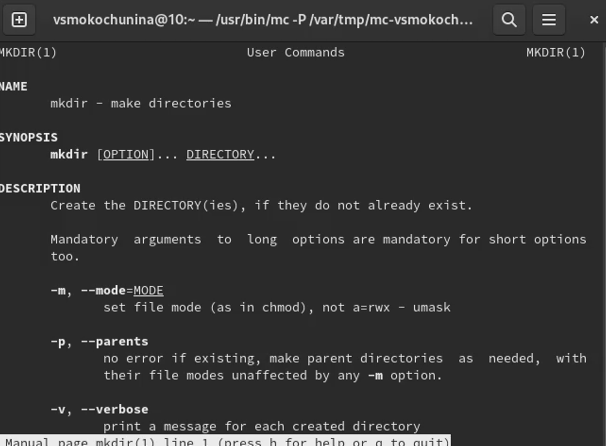 vsmokochunina@10:~ — /usr/bin/mc -P /var/tmp/mc-vsmokoch...
MKDIR(1) User Commands MKDIR(1)
NAME
mkdir - make directories
SYNOPSIS
mkdir [OPTION]... DIRECTORY...
DESCRIPTION
Create the DIRECTORY(ies), if they do not already exist.
Mandatory arguments to long options are mandatory for short options
too.
-m, --mode=MODE
set file mode (as in chmod), not a=rwx - umask
-p, --parents
no error if existing, make parent directories as needed, with
their file modes unaffected by any -m option.
-v, --verbose
print a message for each created directory
Manual page mkdir(1) line 1 (press h for help or q to quit)